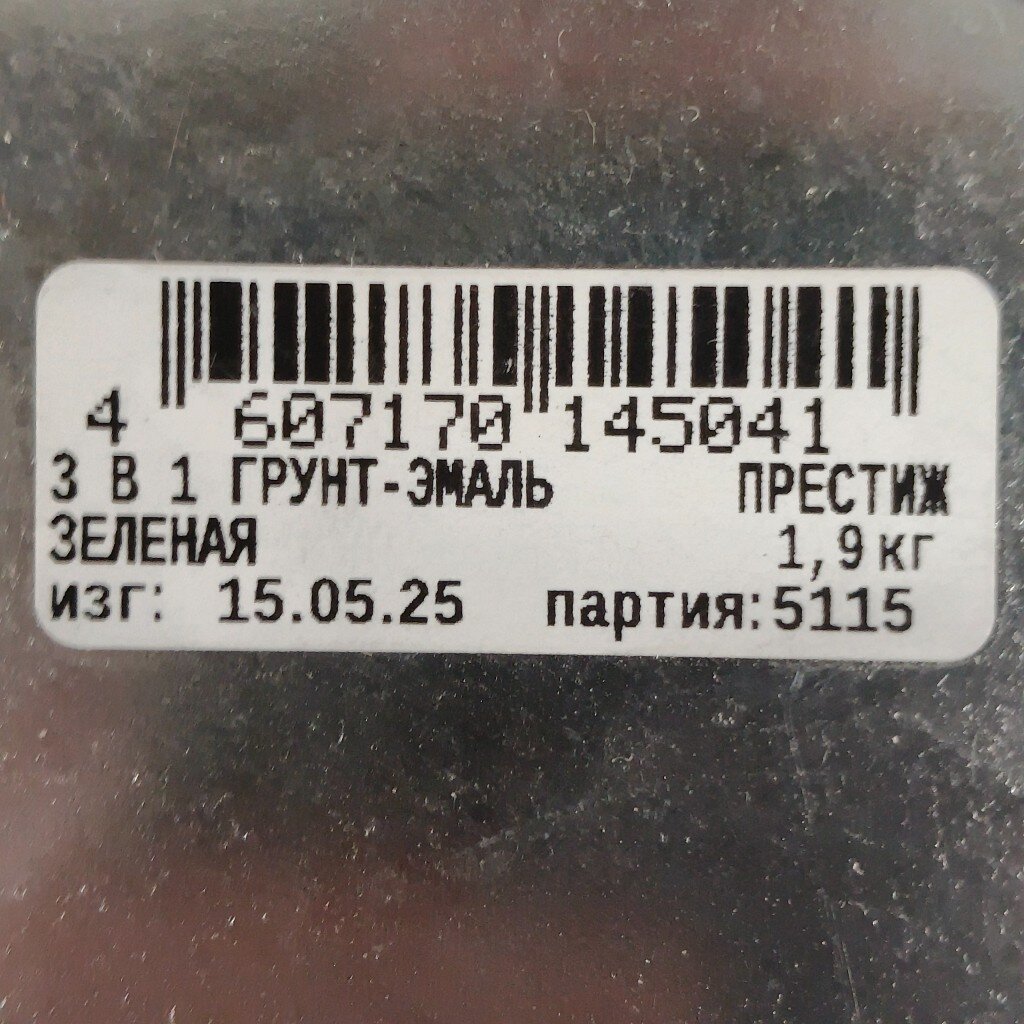 4 607170 145041
3 В 1 ГРУНТ-ЭМАЛЬ ПРЕСТИЖ
ЗЕЛЕНАЯ 1,9 кг
изг: 15.05.25 партия:5115